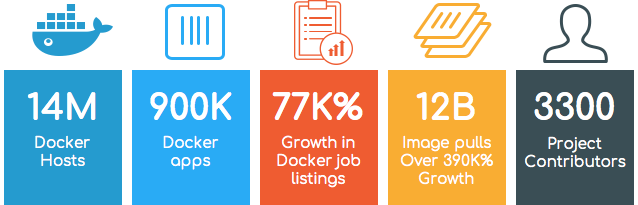 14M
Docker
Hosts
900K
Docker
apps
77K%
Growth in
Docker job
listings
12B
Image pulls
Over 390K%
Growth
3300
Project
Contributors